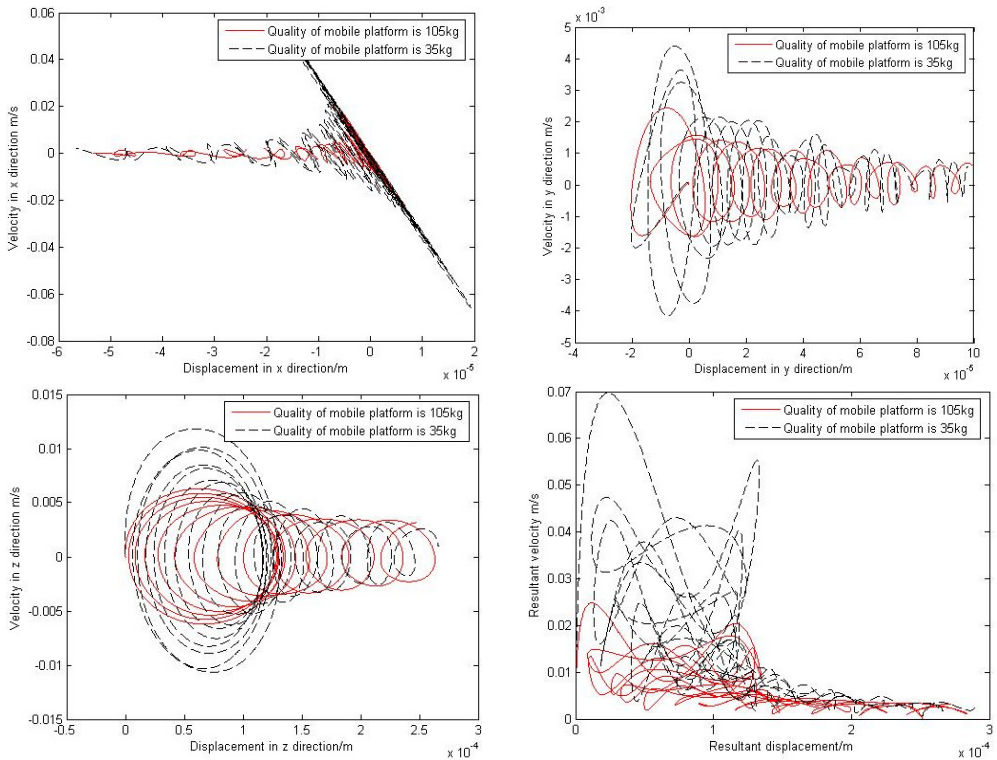 0.06
0.04
0.02
0
-0.02
-0.04
-0.06
-0.08
Velocity in x direction m/s
Quality of mobile platform is 105kg
Quality of mobile platform is 35kg
-6 -5 -4 -3 -2 -1 0 1 2
Displacement in x direction/m
x 10^-5
x 10^-3
5
4
3
2
1
0
-1
-2
-3
-4
-5
Velocity in y direction m/s
Quality of mobile platform is 105kg
Quality of mobile platform is 35kg
-4 -2 0 2 4 6 8 10
Displacement in y direction/m
x 10^-5
0.015
0.01
0.005
0
-0.005
-0.01
-0.015
Velocity in z direction m/s
Quality of mobile platform is 105kg
Quality of mobile platform is 35kg
-0.5 0 0.5 1 1.5 2 2.5 3
Displacement in z direction/m
x 10^-4
0.07
0.06
0.05
0.04
0.03
0.02
0.01
0
Resultant velocity m/s
Quality of mobile platform is 105kg
Quality of mobile platform is 35kg
0 1 2 3
Resultant displacement/m
x 10^-4